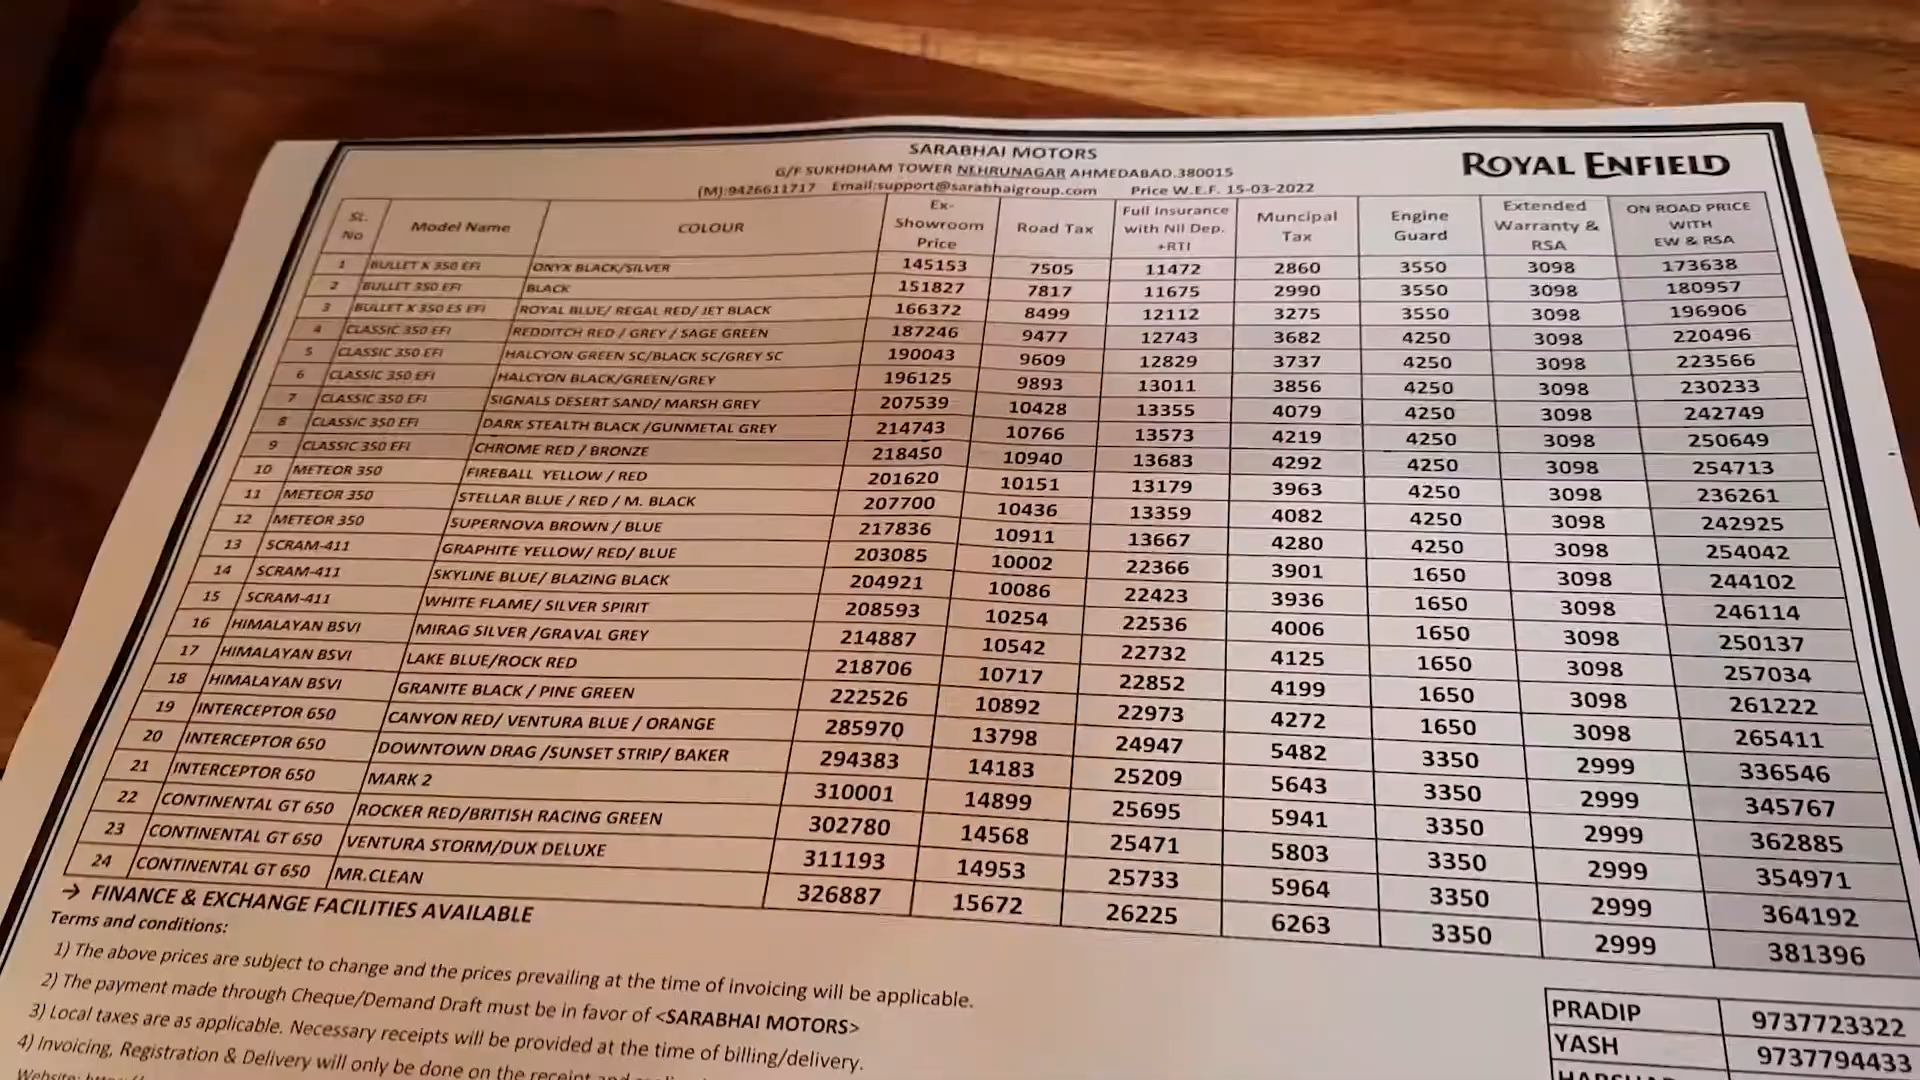 SARABHAI MOTORS
ROYAL ENFIELD
G/F SUKHDHAM TOWER NEHRUNAGAR AHMEDABAD.380015
(M):9426611717 Email:support@sarabhaigroup.com Price W.E.F. 15-03-2022
St. No Model Name COLOUR Ex-Showroom Price Road Tax Full Insurance with Nil Dep. +RTI Muncipal Tax Engine Guard Extended Warranty & RSA ON ROAD PRICE WITH EW & RSA
1 BULLET X 350 EFI ONYX BLACK/SILVER 145153 7505 11472 2860 3550 3098 173638
2 BULLET 350 EFI BLACK 151827 7817 11675 2990 3550 3098 180957
3 BULLET X 350 ES EFI ROYAL BLUE/ REGAL RED/ JET BLACK 166372 8499 12112 3275 3550 3098 196906
4 CLASSIC 350 EFI REDDITCH RED / GREY / SAGE GREEN 187246 9477 12743 3682 4250 3098 220496
5 CLASSIC 350 EFI HALCYON GREEN SC/BLACK SC/GREY SC 190043 9609 12829 3737 4250 3098 223566
6 CLASSIC 350 EFI HALCYON BLACK/GREEN/GREY 196125 9893 13011 3856 4250 3098 230233
7 CLASSIC 350 EFI SIGNALS DESERT SAND/ MARSH GREY 207539 10428 13355 4079 4250 3098 242749
8 CLASSIC 350 EFI DARK STEALTH BLACK /GUNMETAL GREY 214743 10766 13573 4219 4250 3098 250649
9 CLASSIC 350 EFI CHROME RED / BRONZE 218450 10940 13683 4292 4250 3098 254713
10 METEOR 350 FIREBALL YELLOW / RED 201620 10151 13179 3963 4250 3098 236261
11 METEOR 350 STELLAR BLUE / RED / M. BLACK 207700 10436 13359 4082 4250 3098 242925
12 METEOR 350 SUPERNOVA BROWN / BLUE 217836 10911 13667 4280 4250 3098 254042
13 SCRAM-411 GRAPHITE YELLOW/ RED/ BLUE 203085 10002 22366 3901 1650 3098 244102
14 SCRAM-411 SKYLINE BLUE/ BLAZING BLACK 204921 10086 22423 3936 1650 3098 246114
15 SCRAM-411 WHITE FLAME/ SILVER SPIRIT 208593 10254 22536 4006 1650 3098 250137
16 HIMALAYAN BSVI MIRAG SILVER /GRAVAL GREY 214887 10542 22732 4125 1650 3098 257034
17 HIMALAYAN BSVI LAKE BLUE/ROCK RED 218706 10717 22852 4199 1650 3098 261222
18 HIMALAYAN BSVI GRANITE BLACK / PINE GREEN 222526 10892 22973 4272 1650 3098 265411
19 INTERCEPTOR 650 CANYON RED/ VENTURA BLUE / ORANGE 285970 13798 24947 5482 3350 2999 336546
20 INTERCEPTOR 650 DOWNTOWN DRAG /SUNSET STRIP/ BAKER 294383 14183 25209 5643 3350 2999 345767
21 INTERCEPTOR 650 MARK 2 310001 14899 25695 5941 3350 2999 362885
22 CONTINENTAL GT 650 ROCKER RED/BRITISH RACING GREEN 302780 14568 25471 5803 3350 2999 354971
23 CONTINENTAL GT 650 VENTURA STORM/DUX DELUXE 311193 14953 25733 5964 3350 2999 364192
24 CONTINENTAL GT 650 MR.CLEAN 326887 15672 26225 6263 3350 2999 381396
→ FINANCE & EXCHANGE FACILITIES AVAILABLE
Terms and conditions:
1) The above prices are subject to change and the prices prevailing at the time of invoicing will be applicable.
2) The payment made through Cheque/Demand Draft must be in favor of <SARABHAI MOTORS>
3) Local taxes are as applicable. Necessary receipts will be provided at the time of billing/delivery.
4) Invoicing, Registration & Delivery will only be done on the receipt and
PRADIP 9737723322
YASH 9737794433